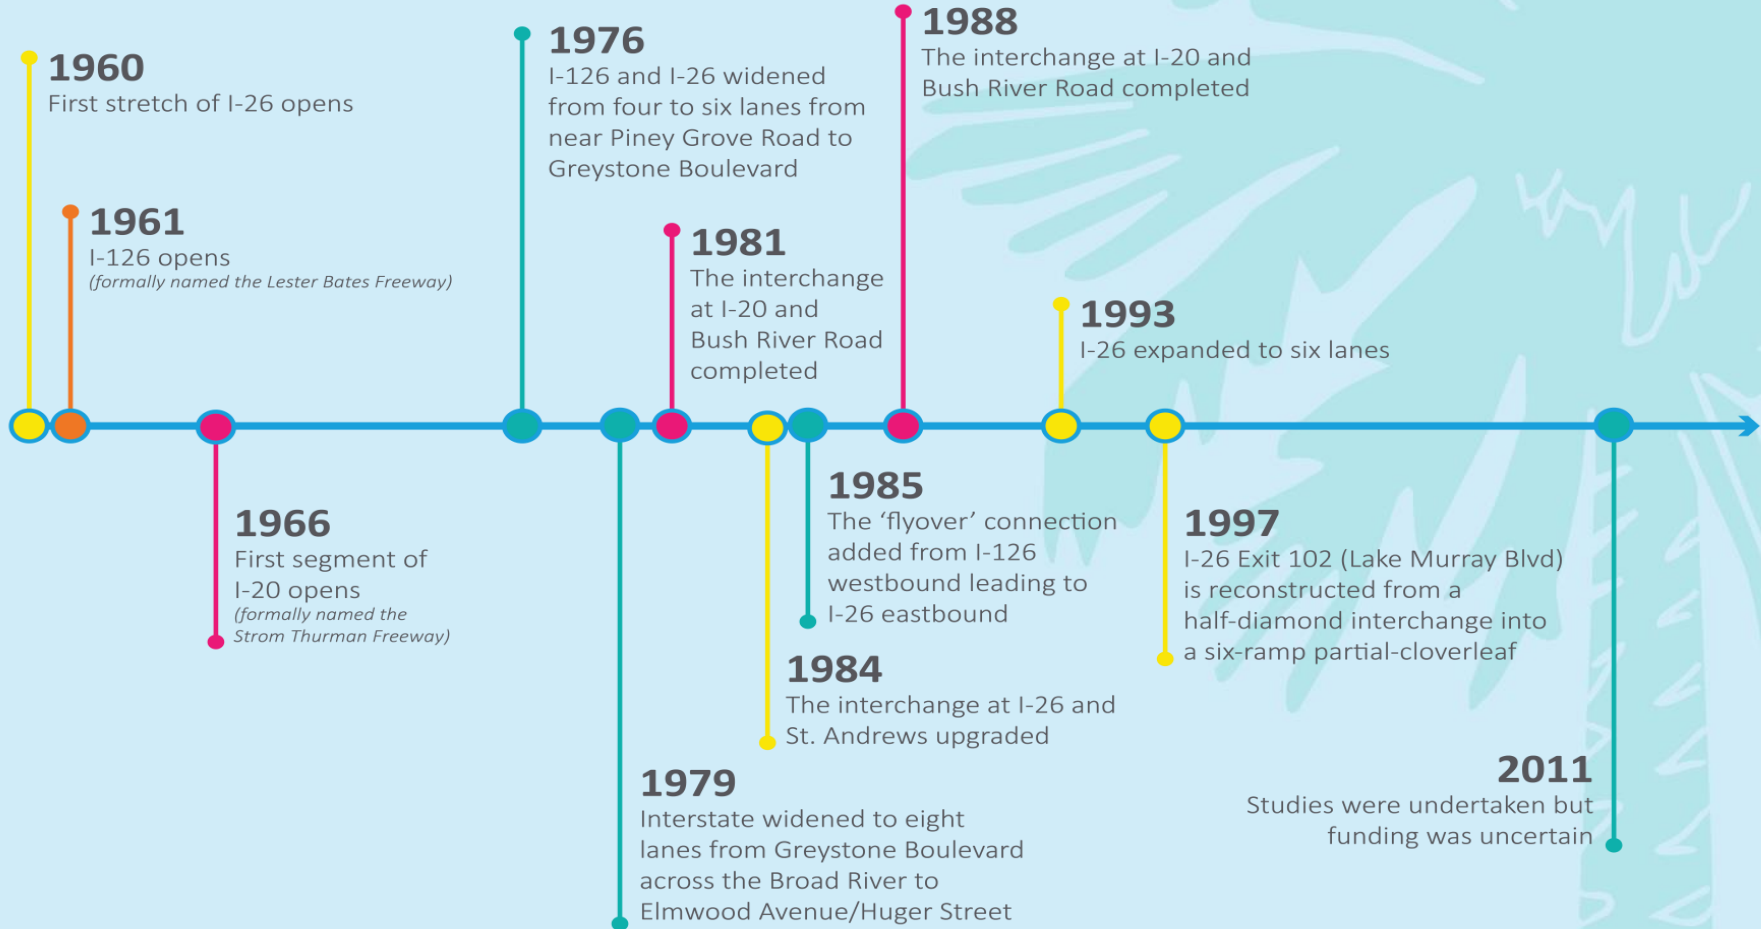 1960
First stretch of I-26 opens
1961
I-126 opens
(formally named the Lester Bates Freeway)
1966
First segment of
I-20 opens
(formally named the
Strom Thurman Freeway)
1976
I-126 and I-26 widened
from four to six lanes from
near Piney Grove Road to
Greystone Boulevard
1979
Interstate widened to eight
lanes from Greystone Boulevard
across the Broad River to
Elmwood Avenue/Huger Street
1981
The interchange
at I-20 and
Bush River Road
completed
1984
The interchange at I-26 and
St. Andrews upgraded
1985
The ‘flyover’ connection
added from I-126
westbound leading to
I-26 eastbound
1988
The interchange at I-20 and
Bush River Road completed
1993
I-26 expanded to six lanes
1997
I-26 Exit 102 (Lake Murray Blvd)
is reconstructed from a
half-diamond interchange into
a six-ramp partial-cloverleaf
2011
Studies were undertaken but
funding was uncertain